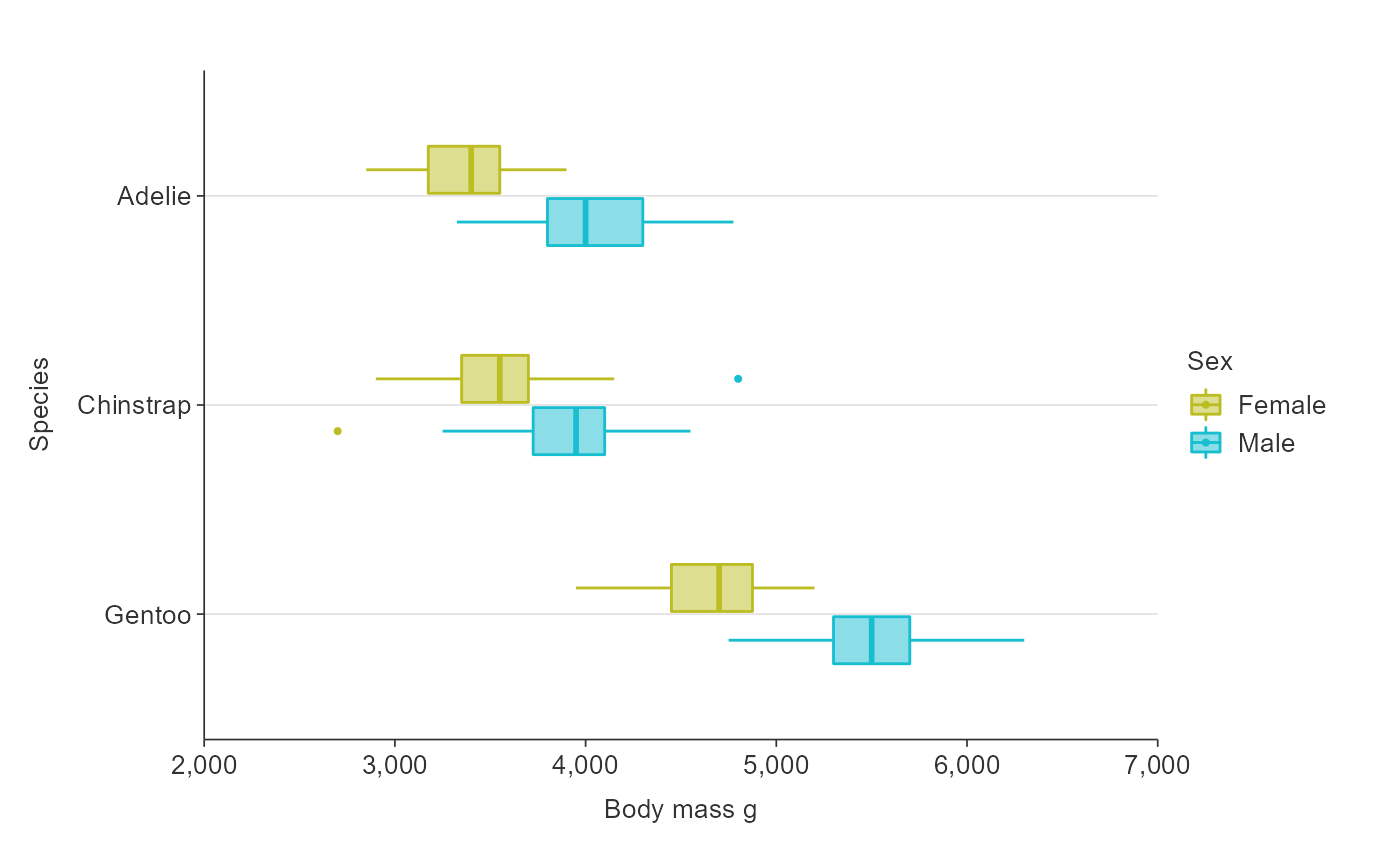 Adelie
Chinstrap
Gentoo
Species
2,000 3,000 4,000 5,000 6,000 7,000
Body mass g
Sex
Female
Male